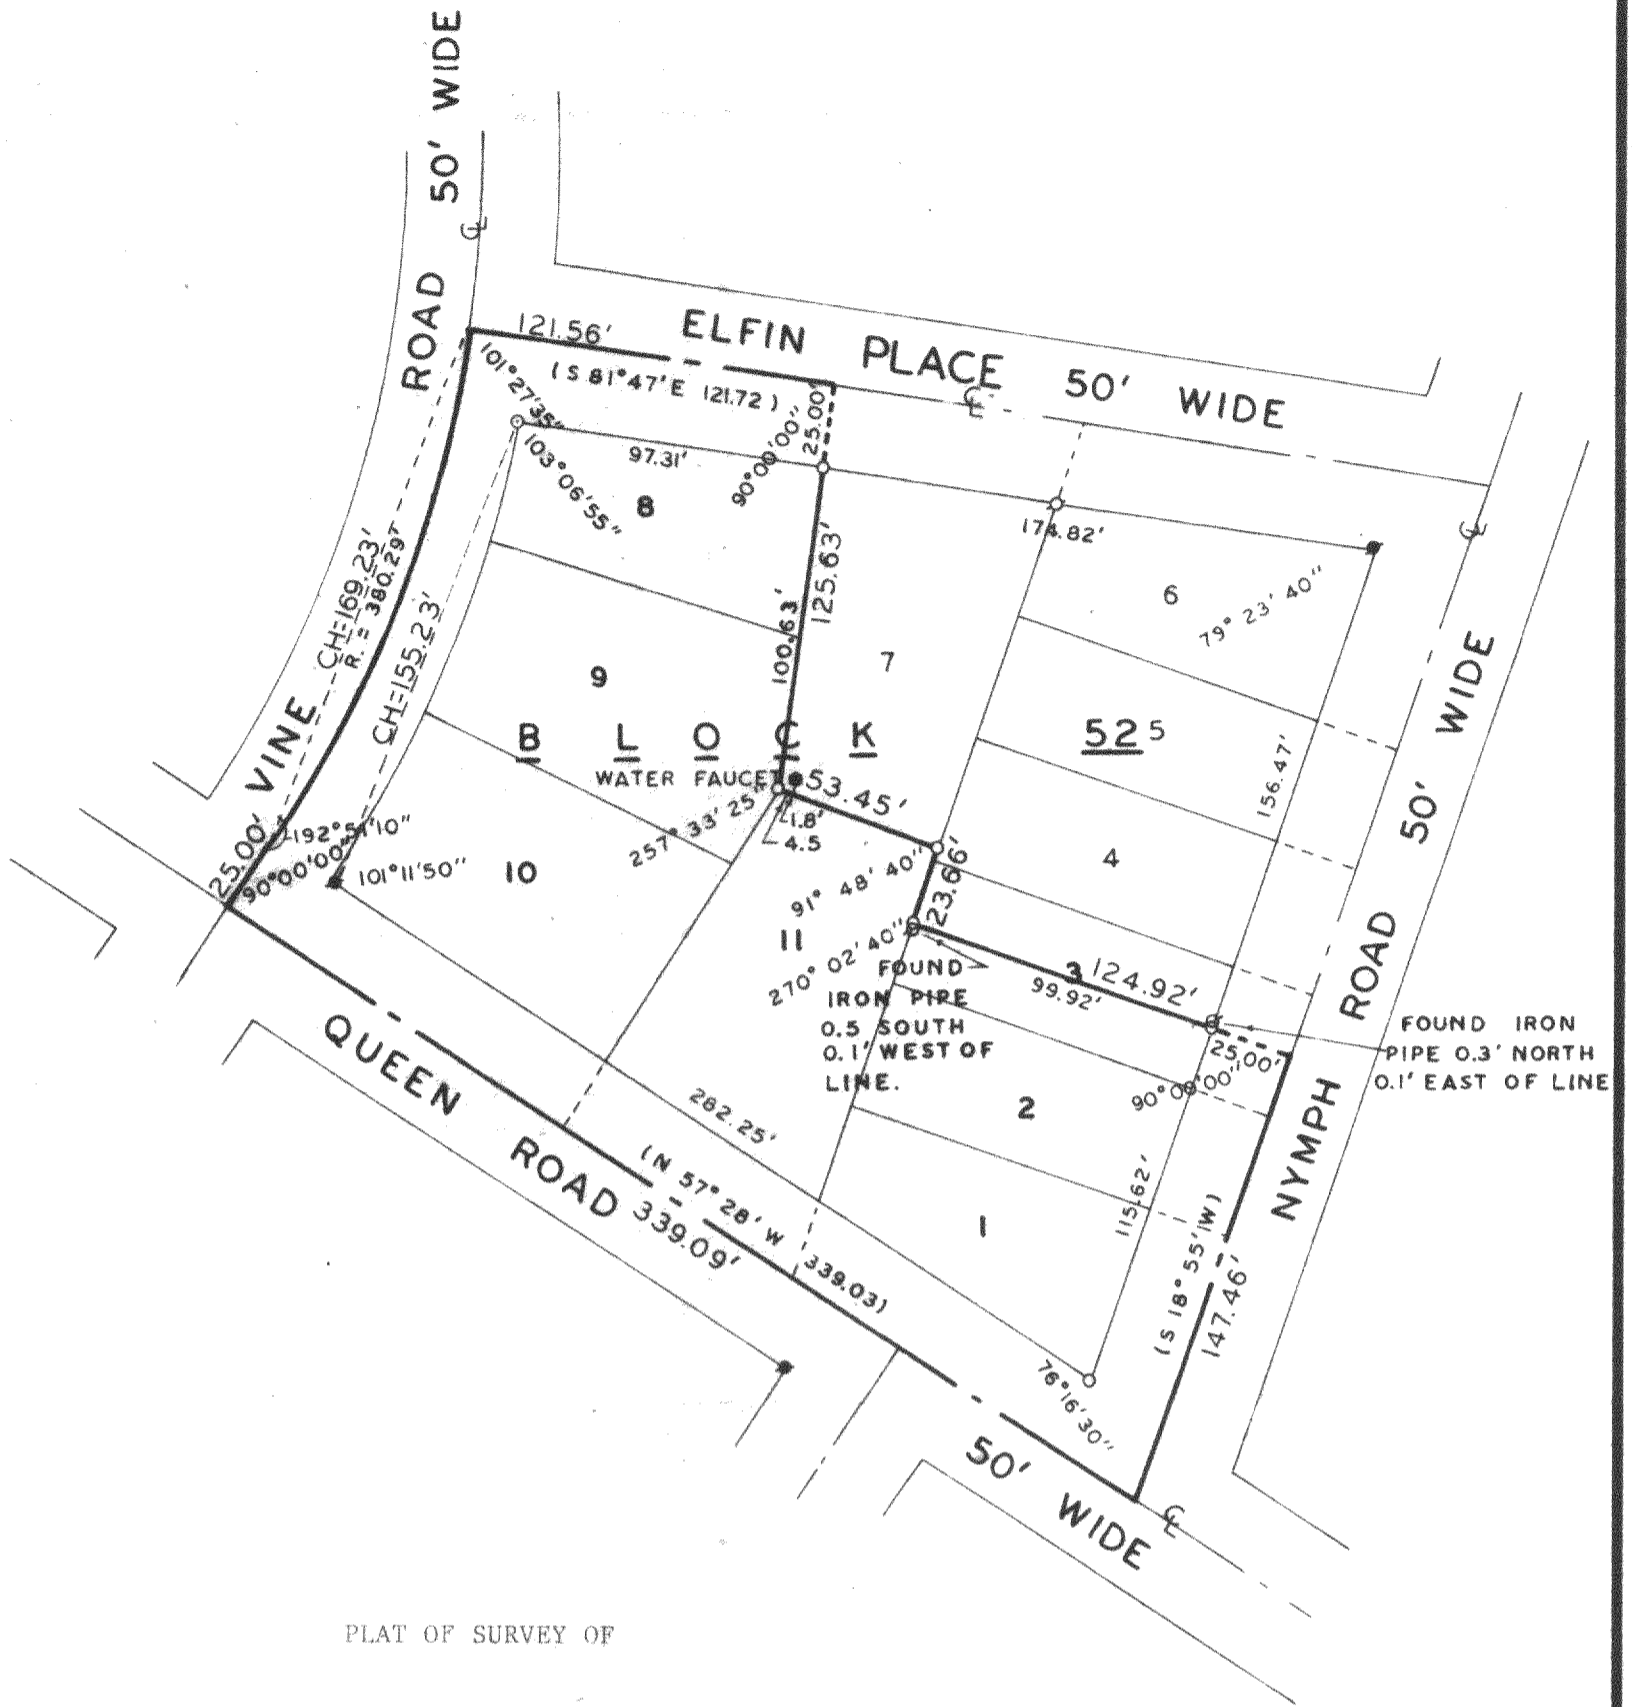 VINE ROAD 50' WIDE
℄
121.56'
ELFIN PLACE 50' WIDE
℄
(S 81°47'E 121.72)
101°27'35"
25.00'
90°00'00"
97.31'
103°06'55"
8
174.82'
℄
6
79° 23' 40"
CH=169.23'
R. = 380.29'
CH=155.23'
125.63'
100.63'
7
9
BLOCK 52
5
WATER FAUCET
53.45'
1.8'
4.5
257° 33' 25"
156.47'
NYMPH ROAD 50' WIDE
25.00'
90°00'00"
101°11'50"
10
4
91° 48' 40"
23.66'
11
270° 02' 40"
FOUND
IRON PIPE
0.5 SOUTH
0.1' WEST OF
LINE.
3
124.92'
99.92'
FOUND IRON
PIPE 0.3' NORTH
0.1' EAST OF LINE
25.00'
90°00'00"
2
QUEEN ROAD 50' WIDE
282.25'
(N 57°28' W 339.03)
339.09'
1
115.62'
(S 18°55' W)
147.46'
76°16'30"
℄
PLAT OF SURVEY OF